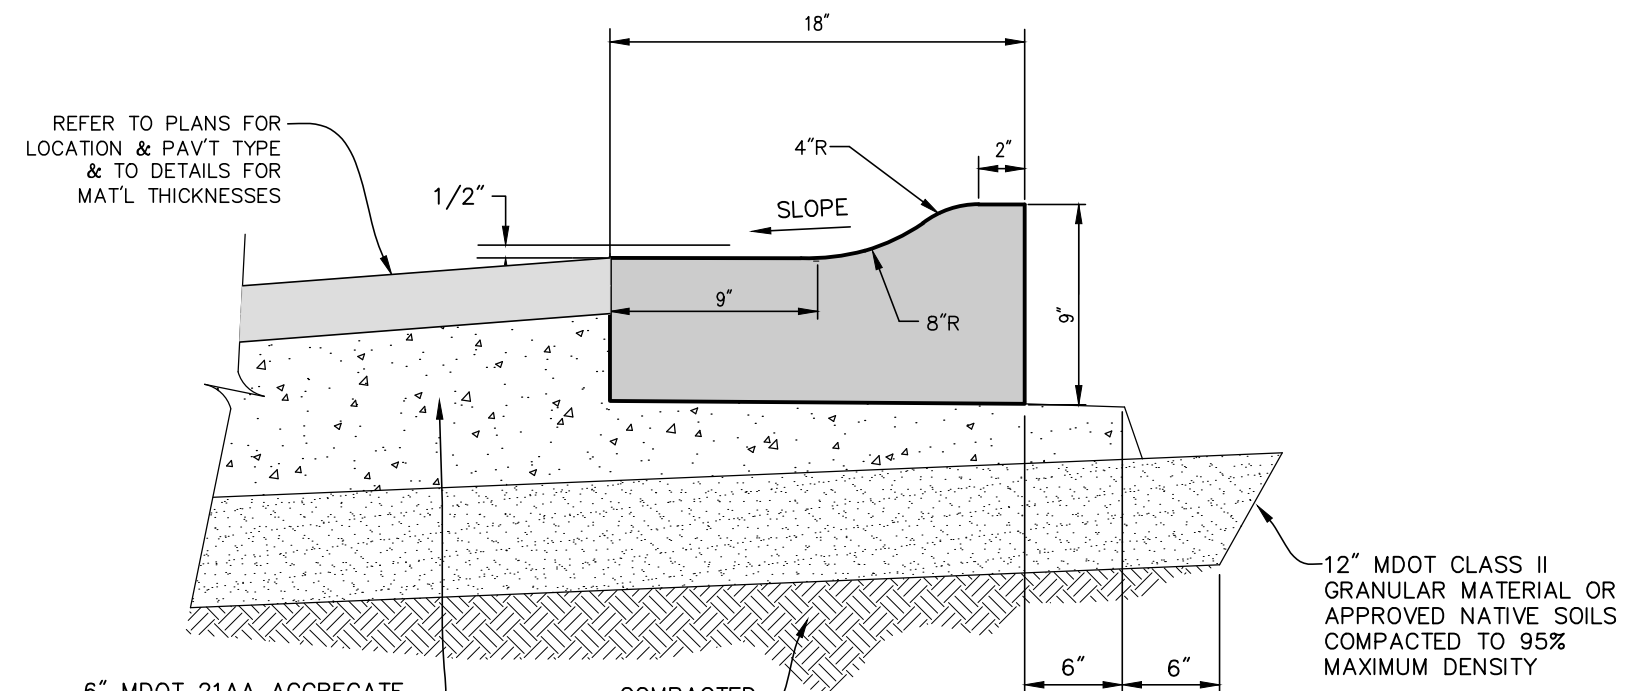 18"
REFER TO PLANS FOR
LOCATION & PAV'T TYPE
& TO DETAILS FOR
MAT'L THICKNESSES
1/2"
4"R
2"
SLOPE
9"
8"R
9"
12" MDOT CLASS II
GRANULAR MATERIAL OR
APPROVED NATIVE SOILS
COMPACTED TO 95%
MAXIMUM DENSITY
6"
6"
6" MDOT 21AA AGGREGATE
COMPACTED